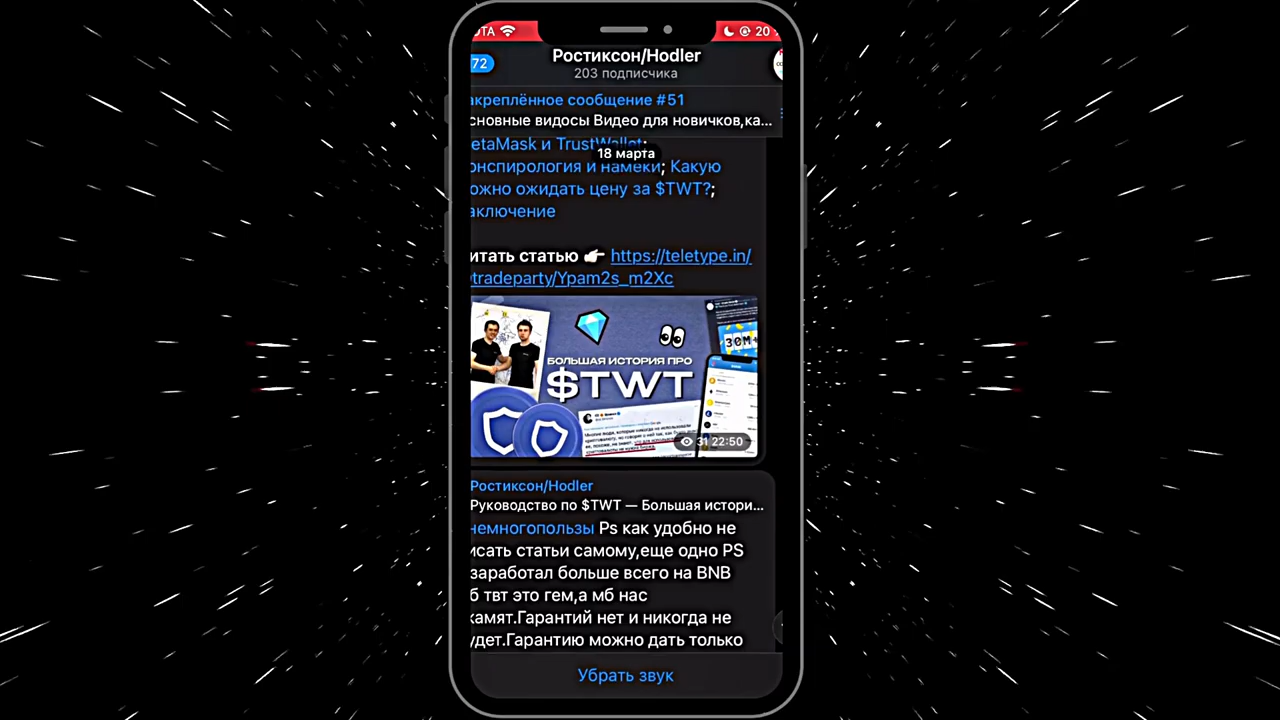 ОТА
20
72
Ростиксон/Hodler
203 подписчика
акреплённое сообщение #51
сновные видосы Видео для новичков,ка...
etaMask и TrustWallet;
18 марта
онспирология и намёки; Какую
ожно ожидать цену за $TWT?;
аключение
итать статью 👉 https://teletype.in/
tradeparty/Ypam2s_m2Xc
30M
БОЛЬШАЯ ИСТОРИЯ ПРО
$TWT
31 22:50
Ростиксон/Hodler
Руководство по $TWT — Большая истори...
немногопользы Ps как удобно не
исать статьи самому,еще одно PS
заработал больше всего на BNB
б твт это гем,а мб нас
камят.Гарантий нет и никогда не
удет.Гарантию можно дать только
Убрать звук